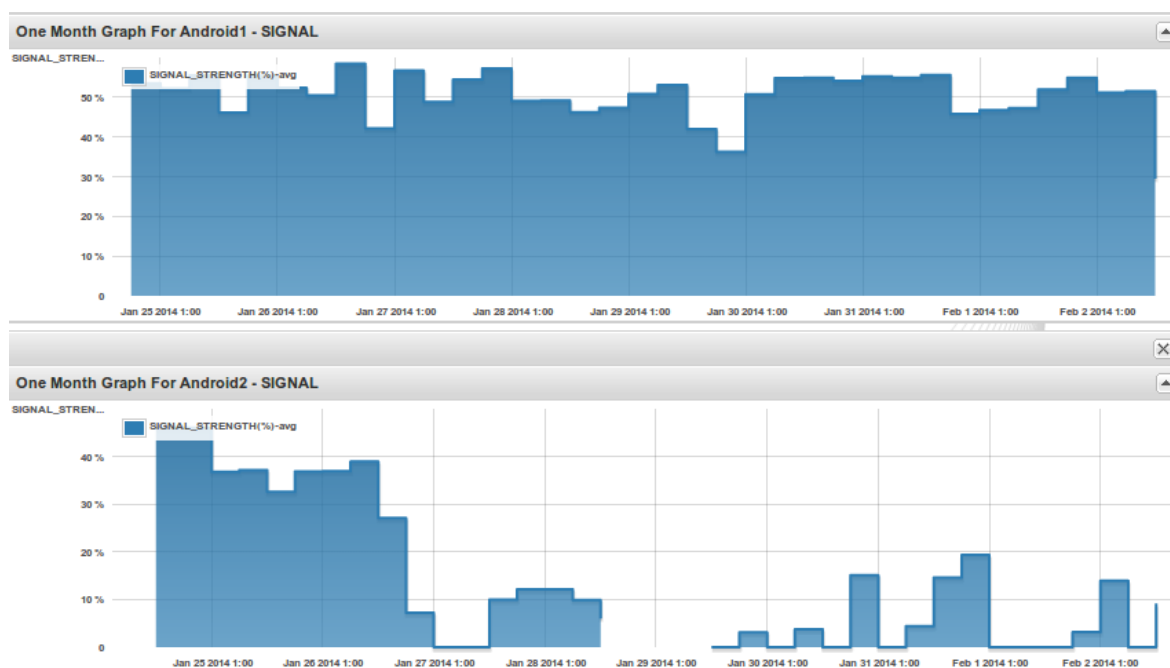 One Month Graph For Android1 - SIGNAL
SIGNAL_STREN...
SIGNAL_STRENGTH(%)-avg
50 %
40 %
30 %
20 %
10 %
0
Jan 25 2014 1:00 Jan 26 2014 1:00 Jan 27 2014 1:00 Jan 28 2014 1:00 Jan 29 2014 1:00 Jan 30 2014 1:00 Jan 31 2014 1:00 Feb 1 2014 1:00 Feb 2 2014 1:00
One Month Graph For Android2 - SIGNAL
SIGNAL_STREN...
SIGNAL_STRENGTH(%)-avg
40 %
30 %
20 %
10 %
0
Jan 25 2014 1:00 Jan 26 2014 1:00 Jan 27 2014 1:00 Jan 28 2014 1:00 Jan 29 2014 1:00 Jan 30 2014 1:00 Jan 31 2014 1:00 Feb 1 2014 1:00 Feb 2 2014 1:00